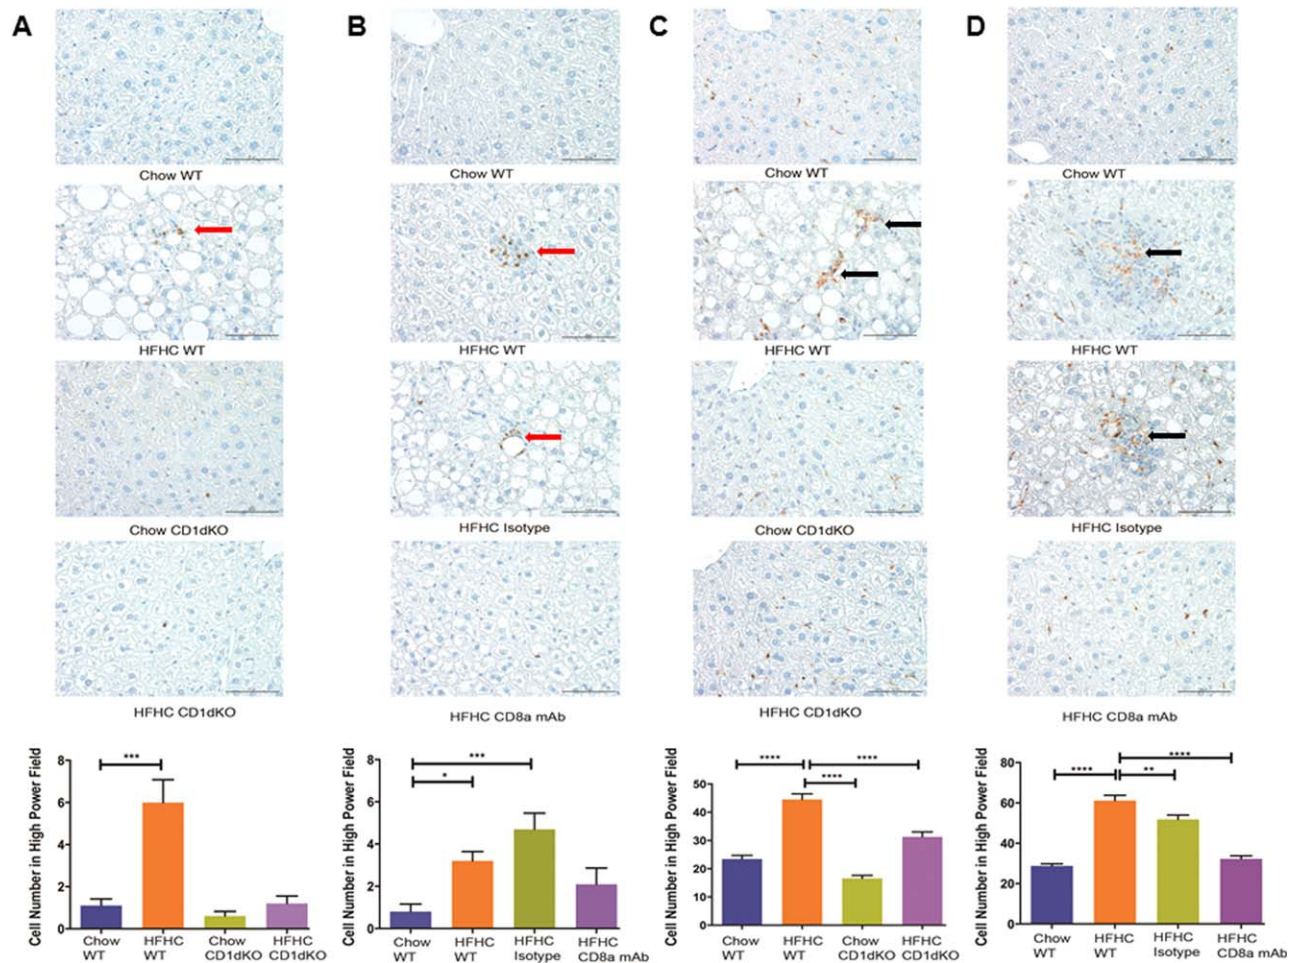 A
B
C
D
Chow WT
Chow WT
Chow WT
Chow WT
HFHC WT
HFHC WT
HFHC WT
HFHC WT
Chow CD1dKO
HFHC Isotype
Chow CD1dKO
HFHC Isotype
HFHC CD1dKO
HFHC CD8a mAb
HFHC CD1dKO
HFHC CD8a mAb
Cell Number in High Power Field
8
6
4
2
0
***
Chow WT
HFHC WT
Chow CD1dKO
HFHC CD1dKO
Cell Number in High Power Field
8
6
4
2
0
***
*
Chow WT
HFHC WT
HFHC Isotype
HFHC CD8a mAb
Cell Number in High Power Field
50
40
30
20
10
0
****
****
****
Chow WT
HFHC WT
Chow CD1dKO
HFHC CD1dKO
Cell Number in High Power Field
80
60
40
20
0
****
****
**
Chow WT
HFHC WT
HFHC Isotype
HFHC CD8a mAb